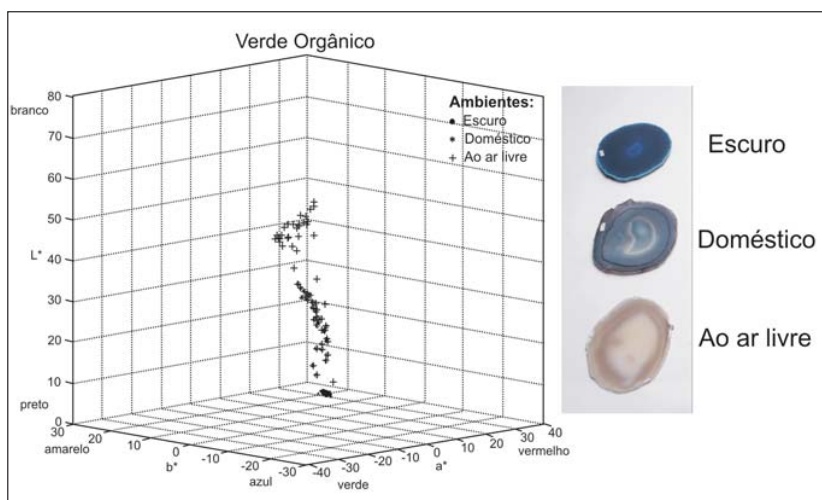 Verde Orgânico
80
branco
70
60
50
L*
40
30
20
10
preto
0
30
20
10
0
-10
-20
-30
amarelo
b*
azul
-40
-30
-20
-10
0
10
20
30
40
verde
a*
vermelho
Ambientes:
Escuro
Doméstico
+ Ao ar livre
Escuro
Doméstico
Ao ar livre